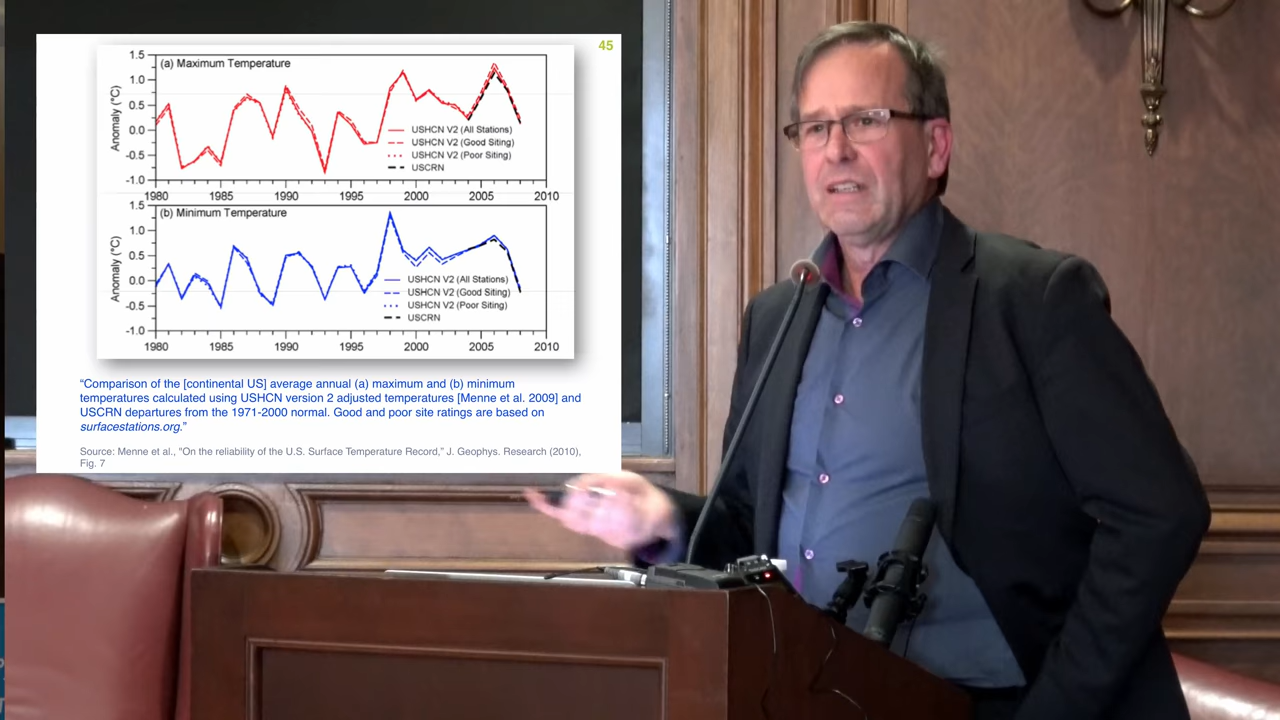 45
1.5
(a) Maximum Temperature
1.0
0.5
0.0
-0.5
-1.0
Anomaly (°C)
USHCN V2 (All Stations)
USHCN V2 (Good Siting)
USHCN V2 (Poor Siting)
USCRN
1980 1985 1990 1995 2000 2005 2010
1.5
(b) Minimum Temperature
1.0
0.5
0.0
-0.5
-1.0
Anomaly (°C)
USHCN V2 (All Stations)
USHCN V2 (Good Siting)
USHCN V2 (Poor Siting)
USCRN
1980 1985 1990 1995 2000 2005 2010
“Comparison of the [continental US] average annual (a) maximum and (b) minimum
temperatures calculated using USHCN version 2 adjusted temperatures [Menne et al. 2009] and
USCRN departures from the 1971-2000 normal. Good and poor site ratings are based on
surfacestations.org.”
Source: Menne et al., “On the reliability of the U.S. Surface Temperature Record,” J. Geophys. Research (2010),
Fig. 7